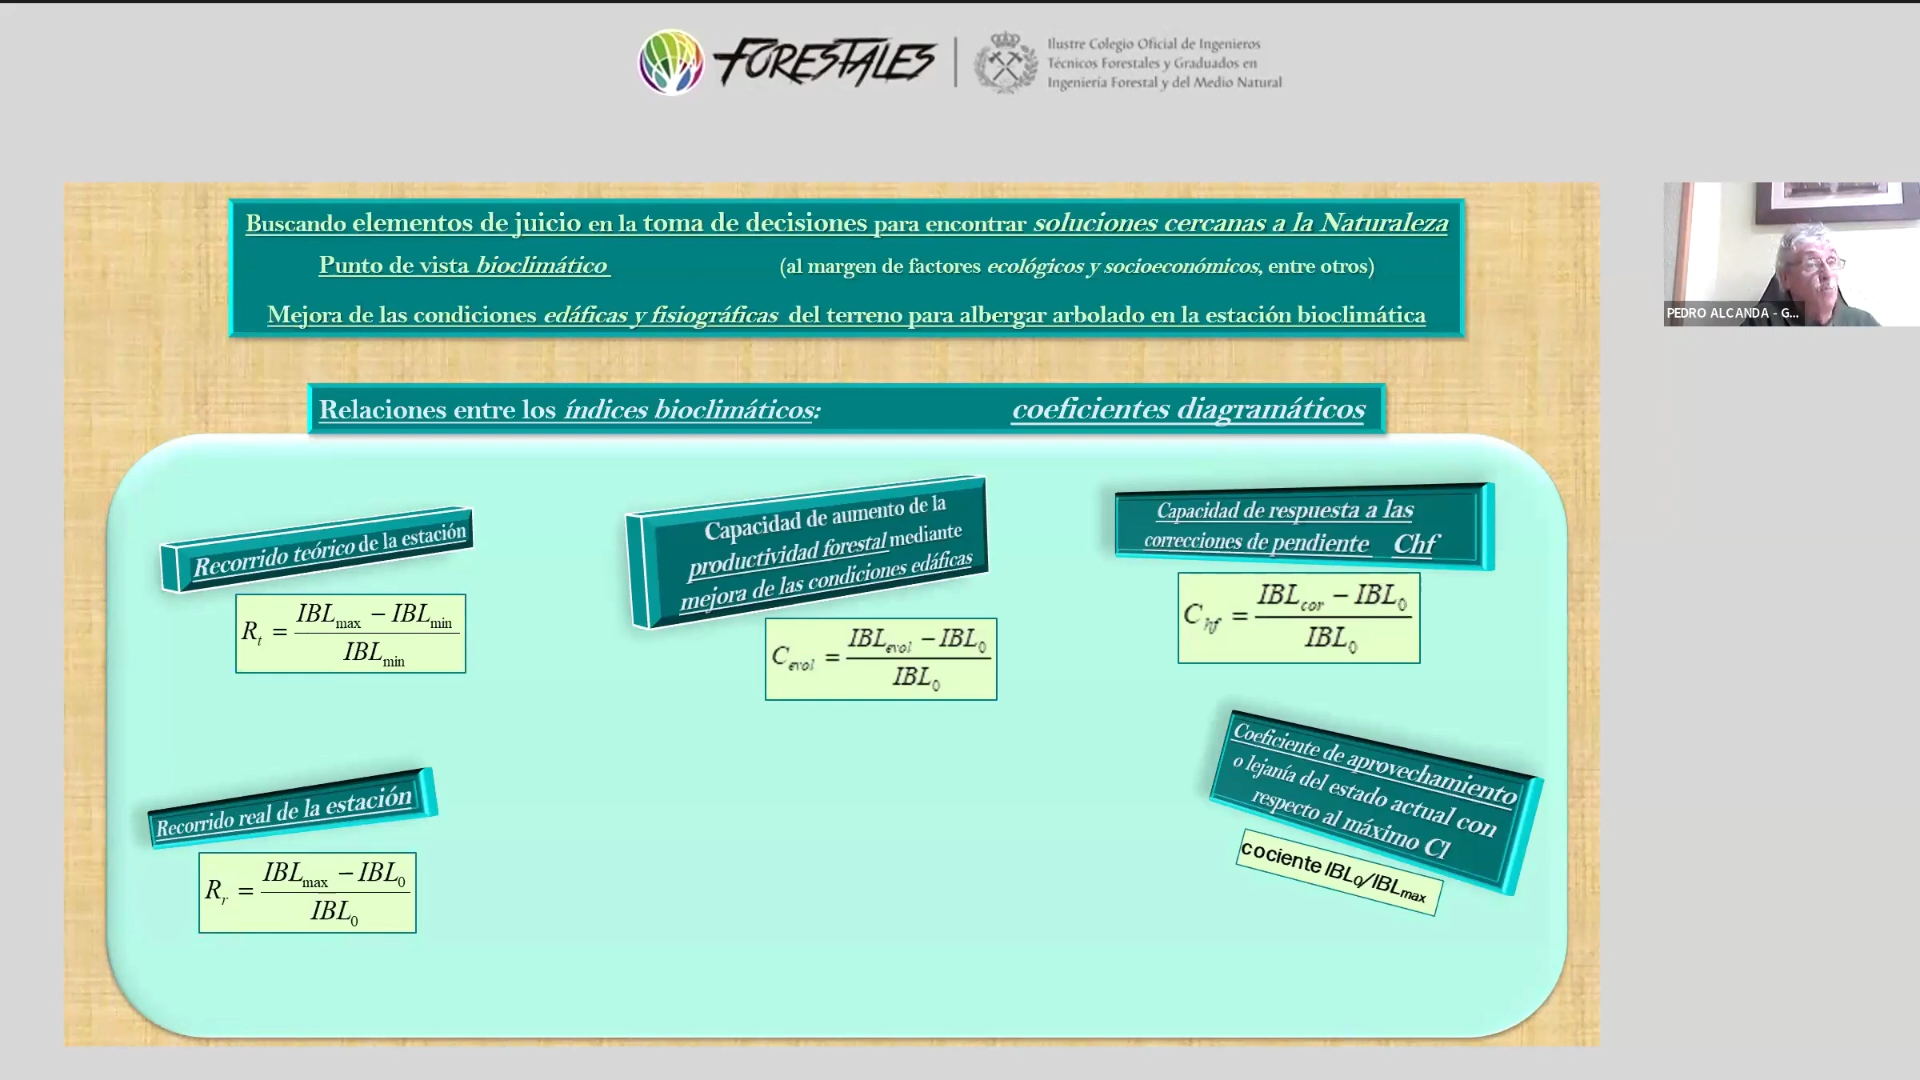 FORESTALES
Ilustre Colegio Oficial de Ingenieros
Técnicos Forestales y Graduados en
Ingeniería Forestal y del Medio Natural
Buscando elementos de juicio en la toma de decisiones para encontrar soluciones cercanas a la Naturaleza
Punto de vista bioclimático (al margen de factores ecológicos y socioeconómicos, entre otros)
Mejora de las condiciones edáficas y fisiográficas del terreno para albergar arbolado en la estación bioclimática
PEDRO ALCANDA - G...
Relaciones entre los índices bioclimáticos: coeficientes diagramáticos
Recorrido teórico de la estación
R_t = (IBL_max − IBL_min) / IBL_min
Capacidad de aumento de la
productividad forestal mediante
mejora de las condiciones edáficas
C_evol = (IBL_evol − IBL_0) / IBL_0
Capacidad de respuesta a las
correcciones de pendiente Chf
C_hf = (IBL_cor − IBL_0) / IBL_0
Recorrido real de la estación
R_r = (IBL_max − IBL_0) / IBL_0
Coeficiente de aprovechamiento
o lejanía del estado actual con
respecto al máximo Cl
cociente IBL_0/IBL_max